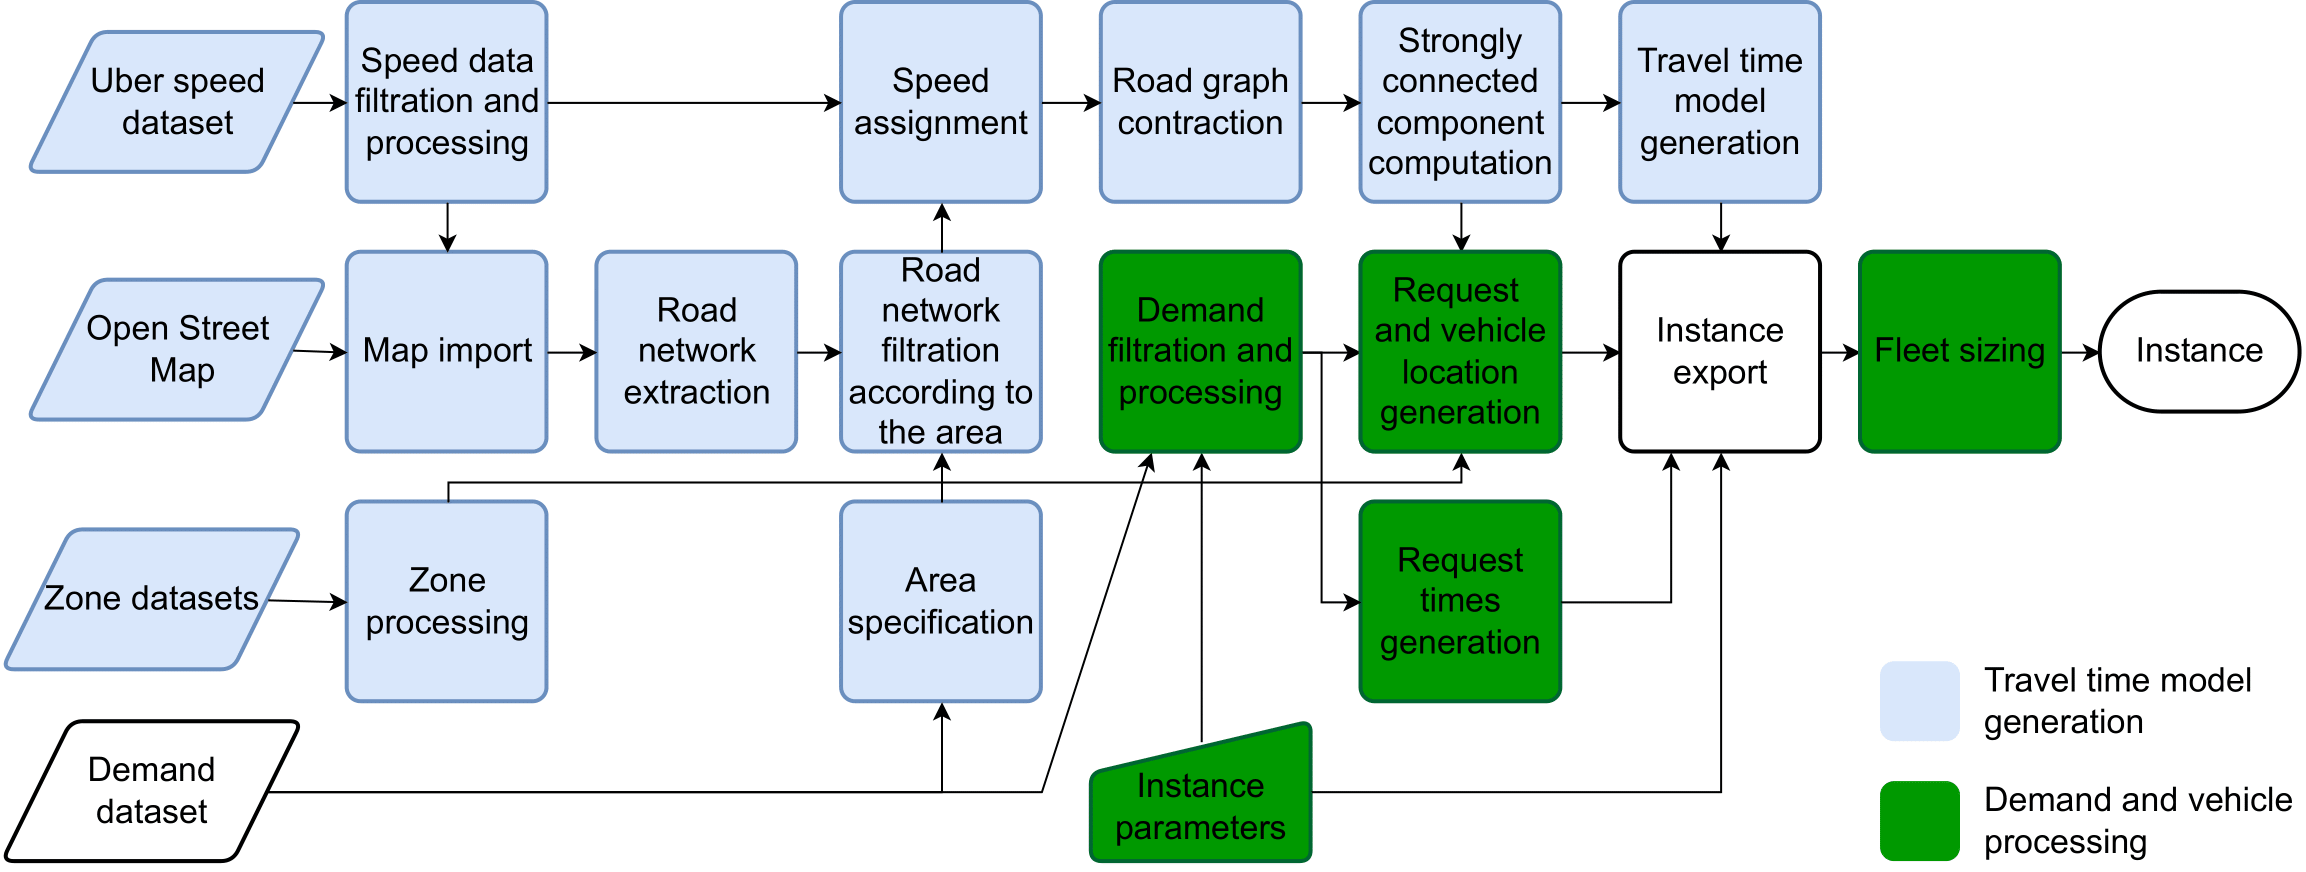 Uber speed
dataset
Speed data
filtration and
processing
Speed
assignment
Road graph
contraction
Strongly
connected
component
computation
Travel time
model
generation
Open Street
Map
Map import
Road
network
extraction
Road
network
filtration
according to
the area
Demand
filtration and
processing
Request
and vehicle
location
generation
Instance
export
Fleet sizing
Instance
Zone datasets
Zone
processing
Area
specification
Request
times
generation
Demand
dataset
Instance
parameters
Travel time model
generation
Demand and vehicle
processing